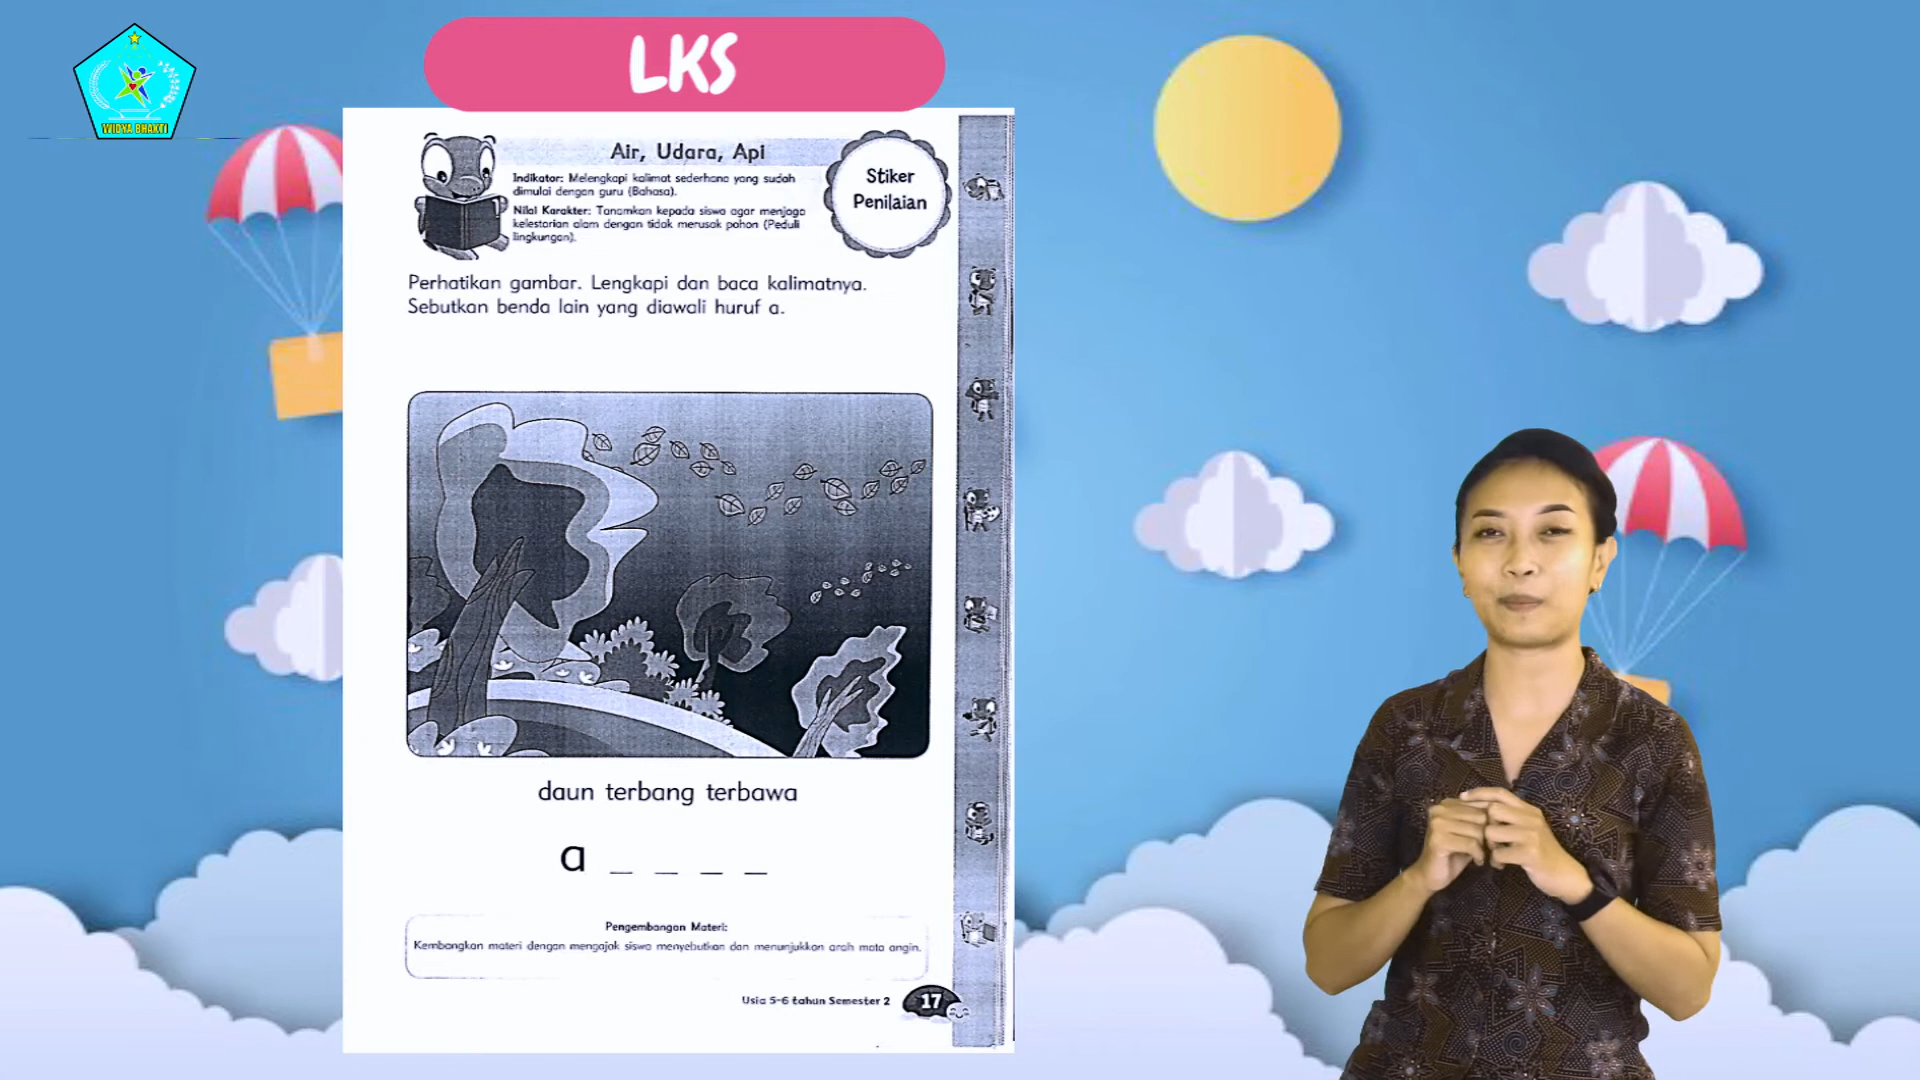 WIDYA BHAKTI
LKS
Air, Udara, Api
Indikator: Melengkapi kalimat sederhana yang sudah
dimulai dengan guru (Bahasa).
Nilai Karakter: Tanamkan kepada siswa agar menjaga
kelestarian alam dengan tidak merusak pohon (Peduli
lingkungan).
Stiker
Penilaian
Perhatikan gambar. Lengkapi dan baca kalimatnya.
Sebutkan benda lain yang diawali huruf a.
daun terbang terbawa
a _ _ _ _
Pengembangan Materi:
Kembangkan materi dengan mengajak siswa menyebutkan dan menunjukkan arah mata angin.
Usia 5-6 tahun Semester 2
17